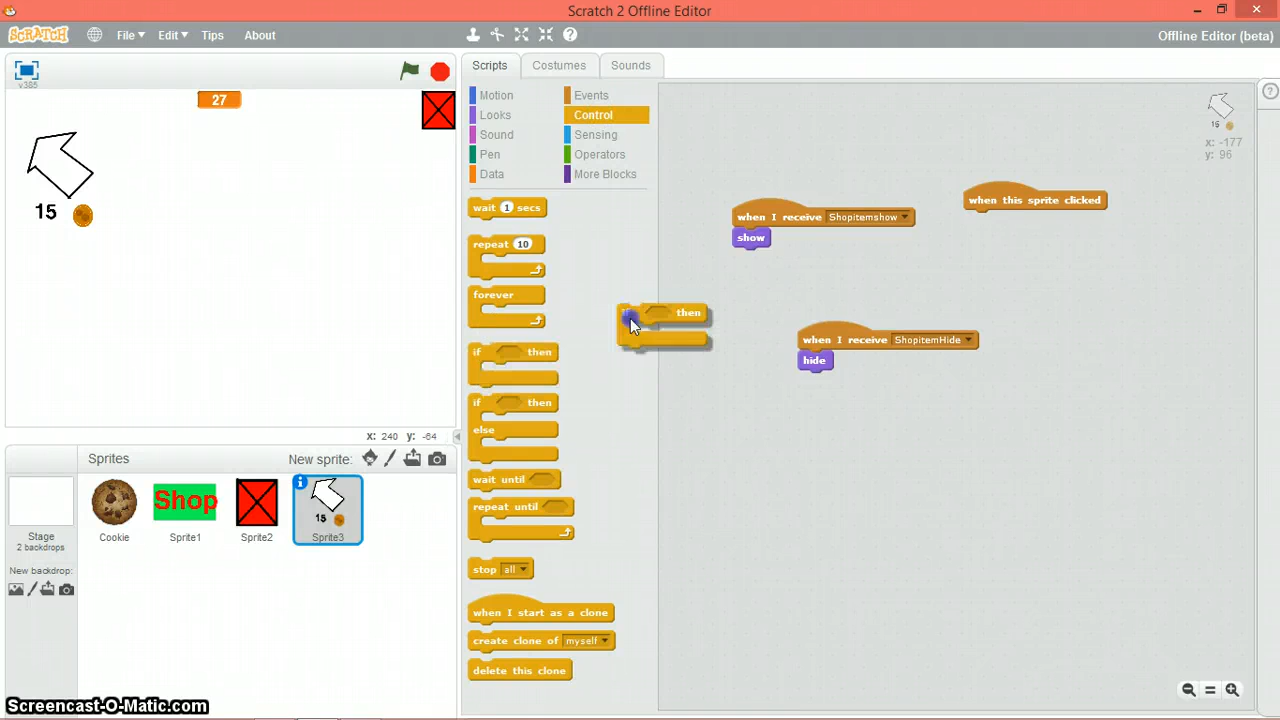 Scratch 2 Offline Editor
SCRATCH File Edit Tips About
Offline Editor (beta)
v385
Scripts Costumes Sounds
27
15
Motion Events
Looks Control
Sound Sensing
Pen Operators
Data More Blocks
wait 1 secs
repeat 10
forever
if then
if then
else
wait until
repeat until
stop all
when I start as a clone
create clone of myself
delete this clone
then
when I receive Shopitemshow
show
when this sprite clicked
when I receive ShopitemHide
hide
15
x: -177
y: 96
x: 240 y: -64
Sprites New sprite:
Stage
2 backdrops
New backdrop:
Cookie
Shop
Sprite1
Sprite2
15
Sprite3
Screencast-O-Matic.com